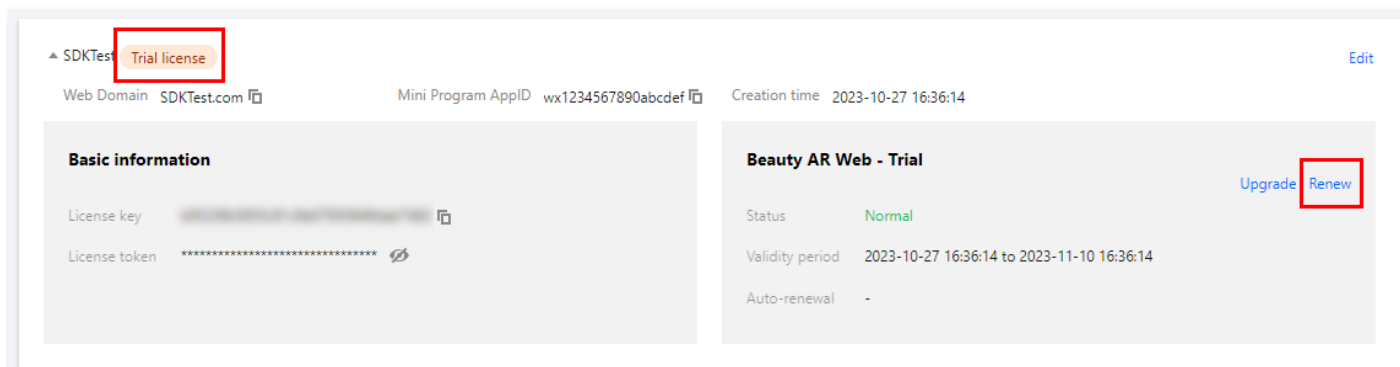 SDKTest Trial license Edit
Web Domain SDKTest.com Mini Program AppID wx1234567890abcdef Creation time 2023-10-27 16:36:14
Basic information
License key
License token ********************************
Beauty AR Web - Trial
Upgrade Renew
Status Normal
Validity period 2023-10-27 16:36:14 to 2023-11-10 16:36:14
Auto-renewal -